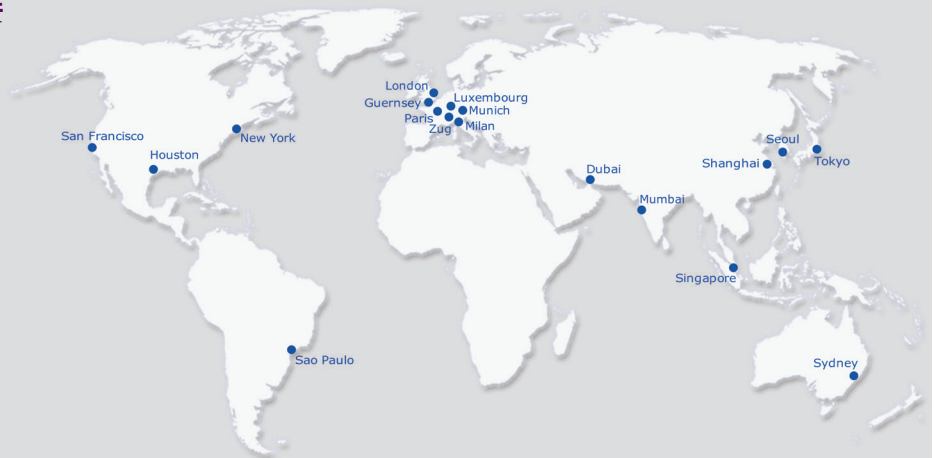 London
Luxembourg
Guernsey
Munich
Paris
Milan
Zug
San Francisco
New York
Houston
Seoul
Shanghai
Tokyo
Dubai
Mumbai
Singapore
Sao Paulo
Sydney